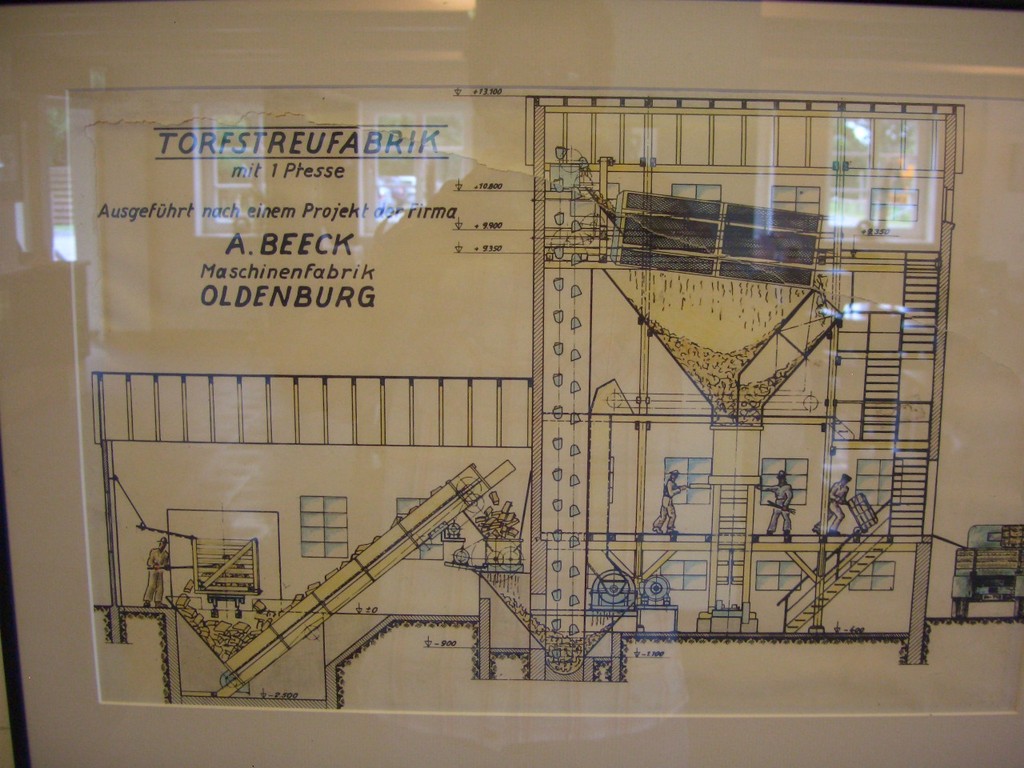 TORFSTREUFABRIK
mit 1 Presse
Ausgeführt nach einem Projekt der Firma
A. BEECK
Maschinenfabrik
OLDENBURG
+13.100
+10.800
+9.900
+9.350
+9.350
±0
-900
-2.500
-1.100
-600